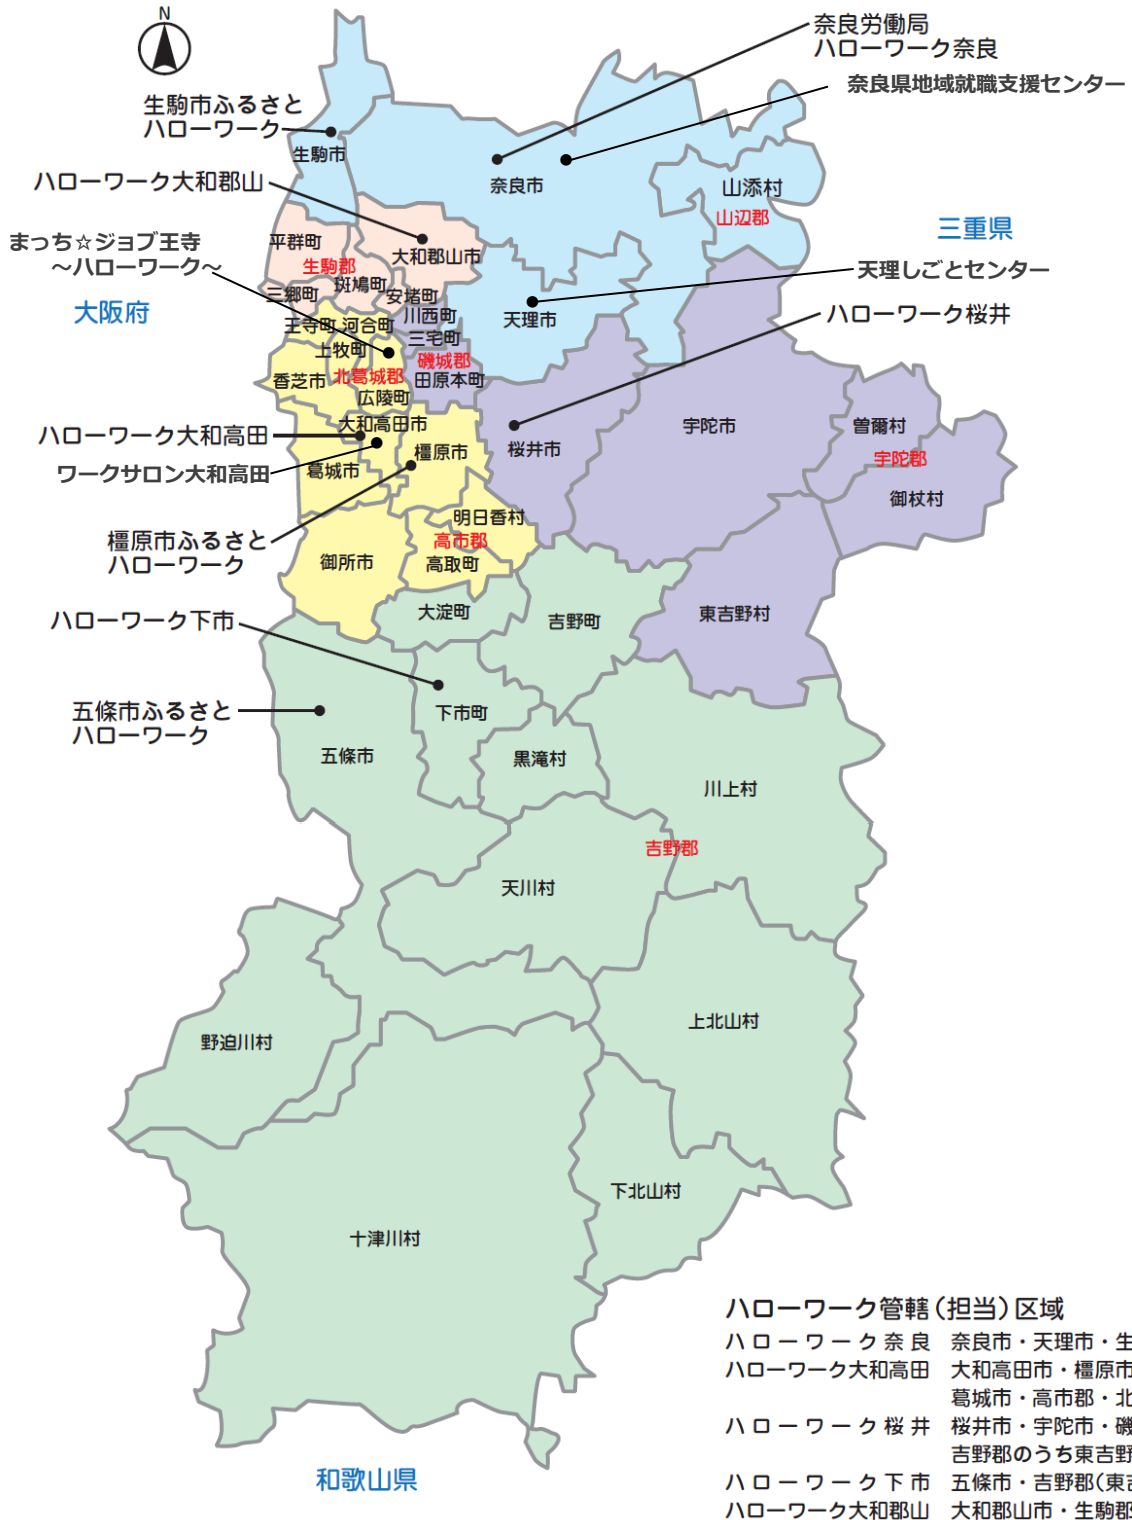 N
奈良労働局
ハローワーク奈良
奈良県地域就職支援センター
生駒市ふるさと
ハローワーク
生駒市
奈良市
山添村
山辺郡
ハローワーク大和郡山
三重県
まっち☆ジョブ王寺
～ハローワーク～
平群町
大和郡山市
生駒郡
斑鳩町
天理しごとセンター
大阪府
三郷町
安堵町
川西町
天理市
ハローワーク桜井
王寺町
河合町
三宅町
上牧町
磯城郡
北葛城郡
田原本町
香芝市
広陵町
大和高田市
宇陀市
曽爾村
ハローワーク大和高田
橿原市
桜井市
宇陀郡
ワークサロン大和高田
葛城市
御杖村
明日香村
橿原市ふるさと
ハローワーク
高市郡
御所市
高取町
大淀町
吉野町
東吉野村
ハローワーク下市
五條市ふるさと
ハローワーク
下市町
五條市
黒滝村
川上村
吉野郡
天川村
上北山村
野迫川村
下北山村
十津川村
和歌山県
ハローワーク管轄（担当）区域
ハローワーク奈良 奈良市・天理市・生
ハローワーク大和高田 大和高田市・橿原市
葛城市・高市郡・北
ハローワーク桜井 桜井市・宇陀市・磯
吉野郡のうち東吉野
ハローワーク下市 五條市・吉野郡（東吉
ハローワーク大和郡山 大和郡山市・生駒郡